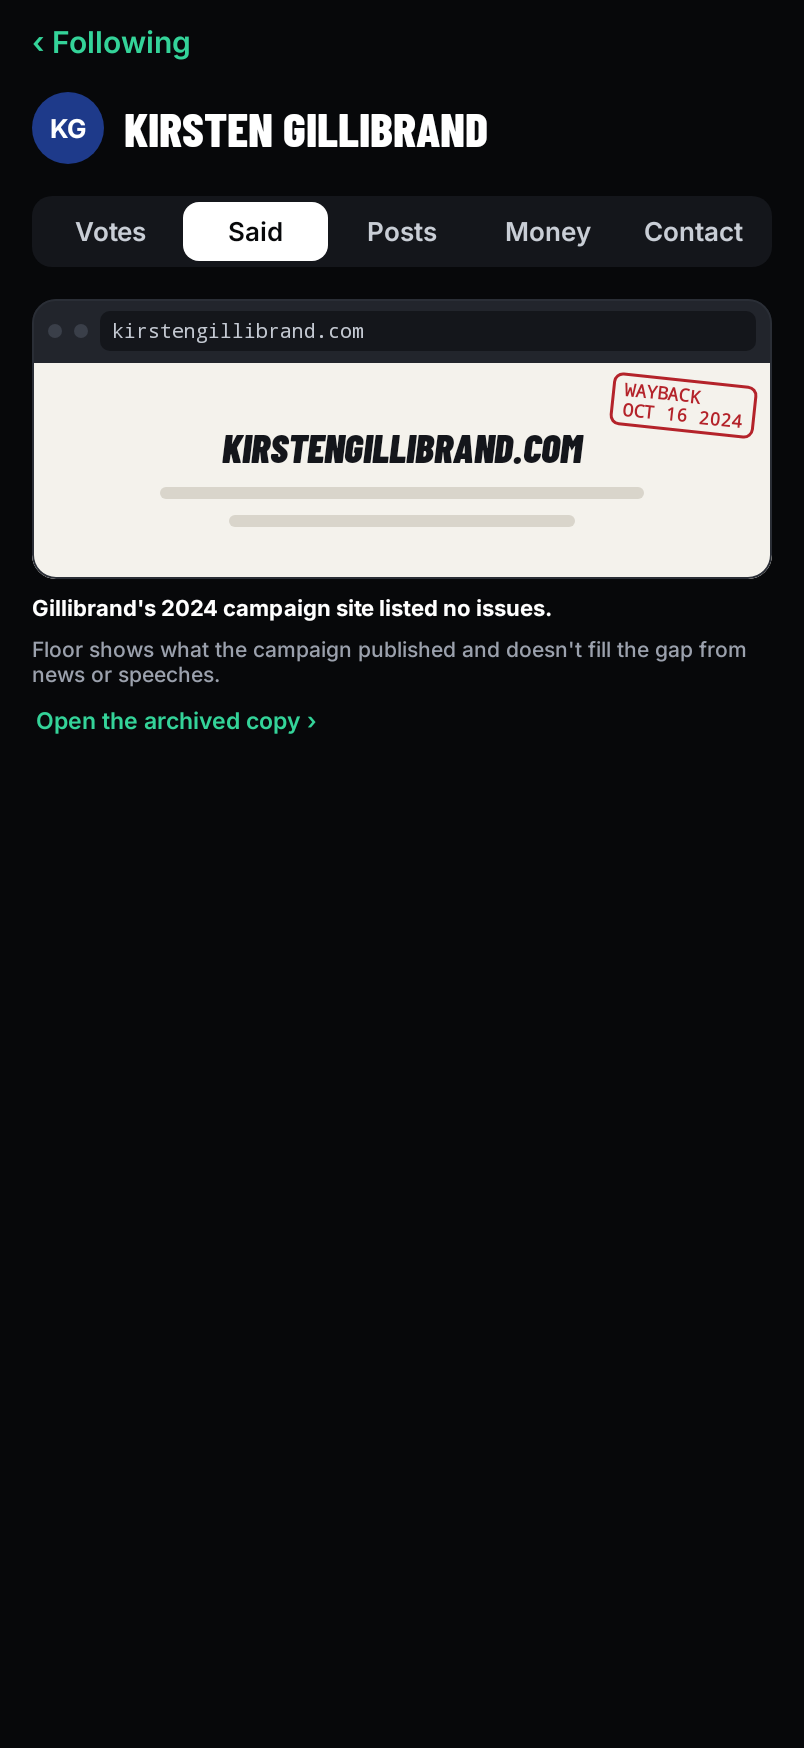 ‹ Following
KG
KIRSTEN GILLIBRAND
Votes Said Posts Money Contact
kirstengillibrand.com
WAYBACK
OCT 16 2024
KIRSTENGILLIBRAND.COM
Gillibrand's 2024 campaign site listed no issues.
Floor shows what the campaign published and doesn't fill the gap from
news or speeches.
Open the archived copy ›